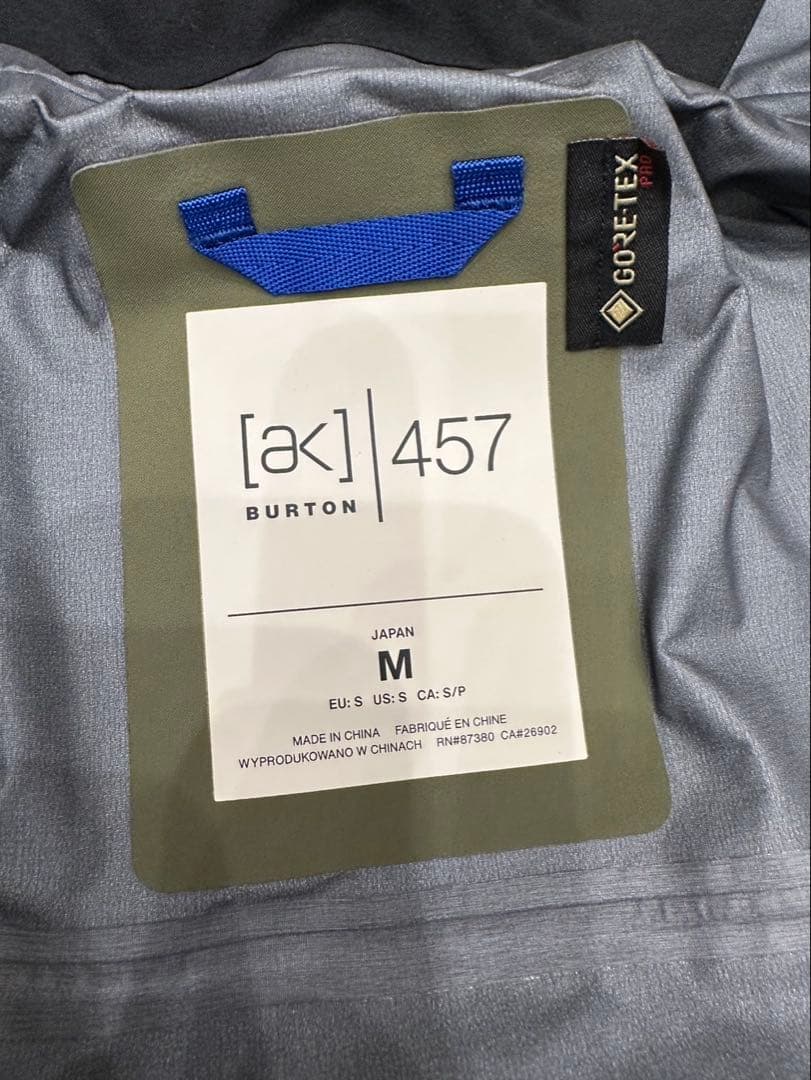 GORE-TEX
PRO
[ak] 457
BURTON
JAPAN
M
EU: S US: S CA: S/P
MADE IN CHINA FABRIQUÉ EN CHINE
WYPRODUKOWANO W CHINACH RN#87380 CA#26902